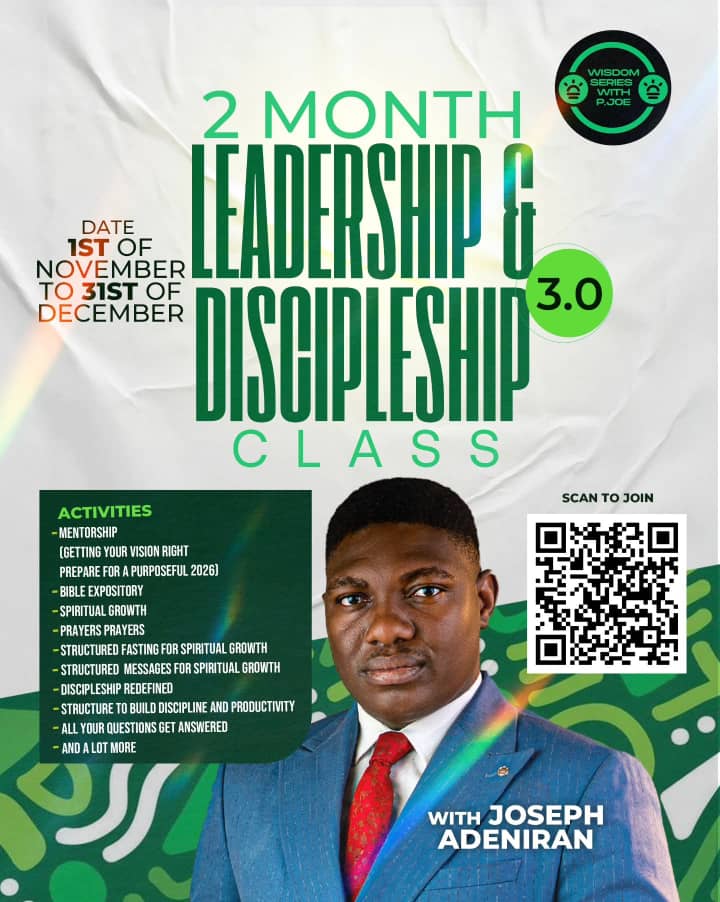 WISDOM
SERIES
WITH
P.JOE
2 MONTH
LEADERSHIP &
DISCIPLESHIP
3.0
CLASS
DATE
1ST OF
NOVEMBER
TO 31ST OF
DECEMBER
ACTIVITIES
- MENTORSHIP
(GETTING YOUR VISION RIGHT
PREPARE FOR A PURPOSEFUL 2026)
- BIBLE EXPOSITORY
- SPIRITUAL GROWTH
- PRAYERS PRAYERS
- STRUCTURED FASTING FOR SPIRITUAL GROWTH
- STRUCTURED MESSAGES FOR SPIRITUAL GROWTH
- DISCIPLESHIP REDEFINED
- STRUCTURE TO BUILD DISCIPLINE AND PRODUCTIVITY
- ALL YOUR QUESTIONS GET ANSWERED
- AND A LOT MORE
SCAN TO JOIN
WITH JOSEPH
ADENIRAN